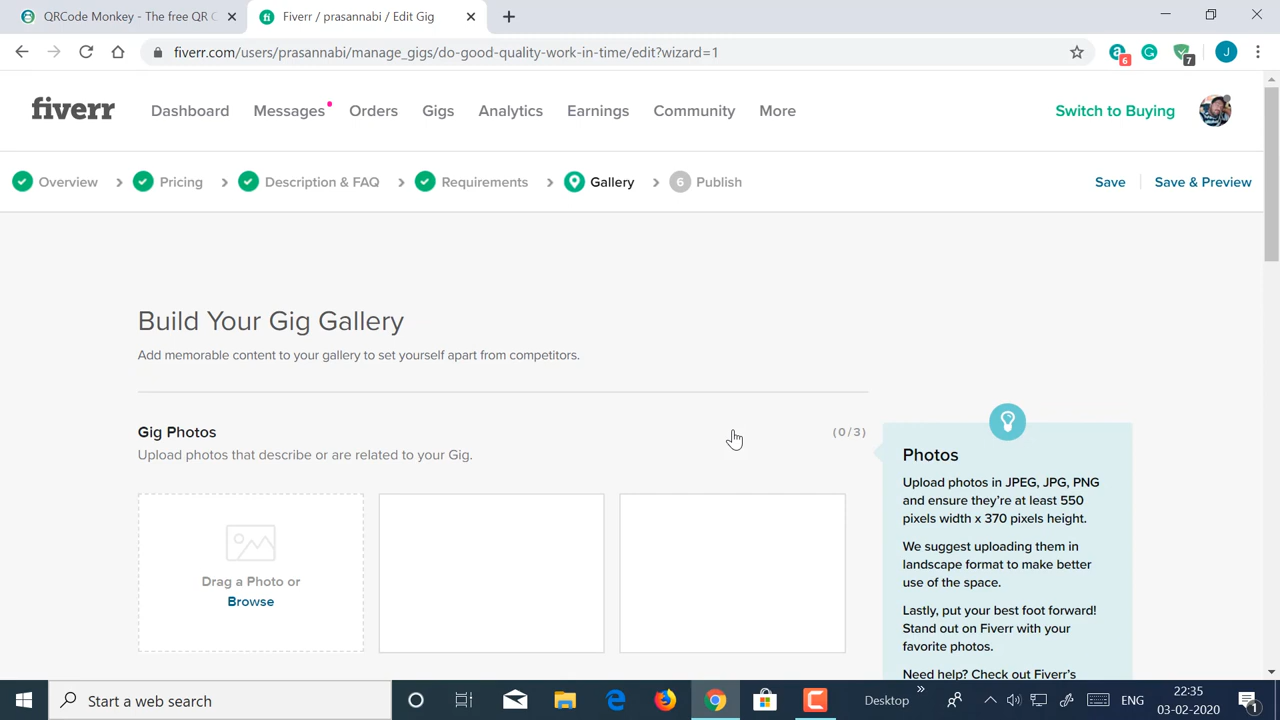 QRCode Monkey - The free QR C
Fiverr / prasannabi / Edit Gig
fiverr.com/users/prasannabi/manage_gigs/do-good-quality-work-in-time/edit?wizard=1
6
7
J
fiverr
Dashboard
Messages
Orders
Gigs
Analytics
Earnings
Community
More
Switch to Buying
Overview
Pricing
Description & FAQ
Requirements
Gallery
6 Publish
Save
Save & Preview
Build Your Gig Gallery
Add memorable content to your gallery to set yourself apart from competitors.
Gig Photos
(0/3)
Upload photos that describe or are related to your Gig.
Drag a Photo or
Browse
Photos
Upload photos in JPEG, JPG, PNG
and ensure they're at least 550
pixels width x 370 pixels height.
We suggest uploading them in
landscape format to make better
use of the space.
Lastly, put your best foot forward!
Stand out on Fiverr with your
favorite photos.
Need help? Check out Fiverr's
Start a web search
Desktop
ENG
22:35
03-02-2020
1